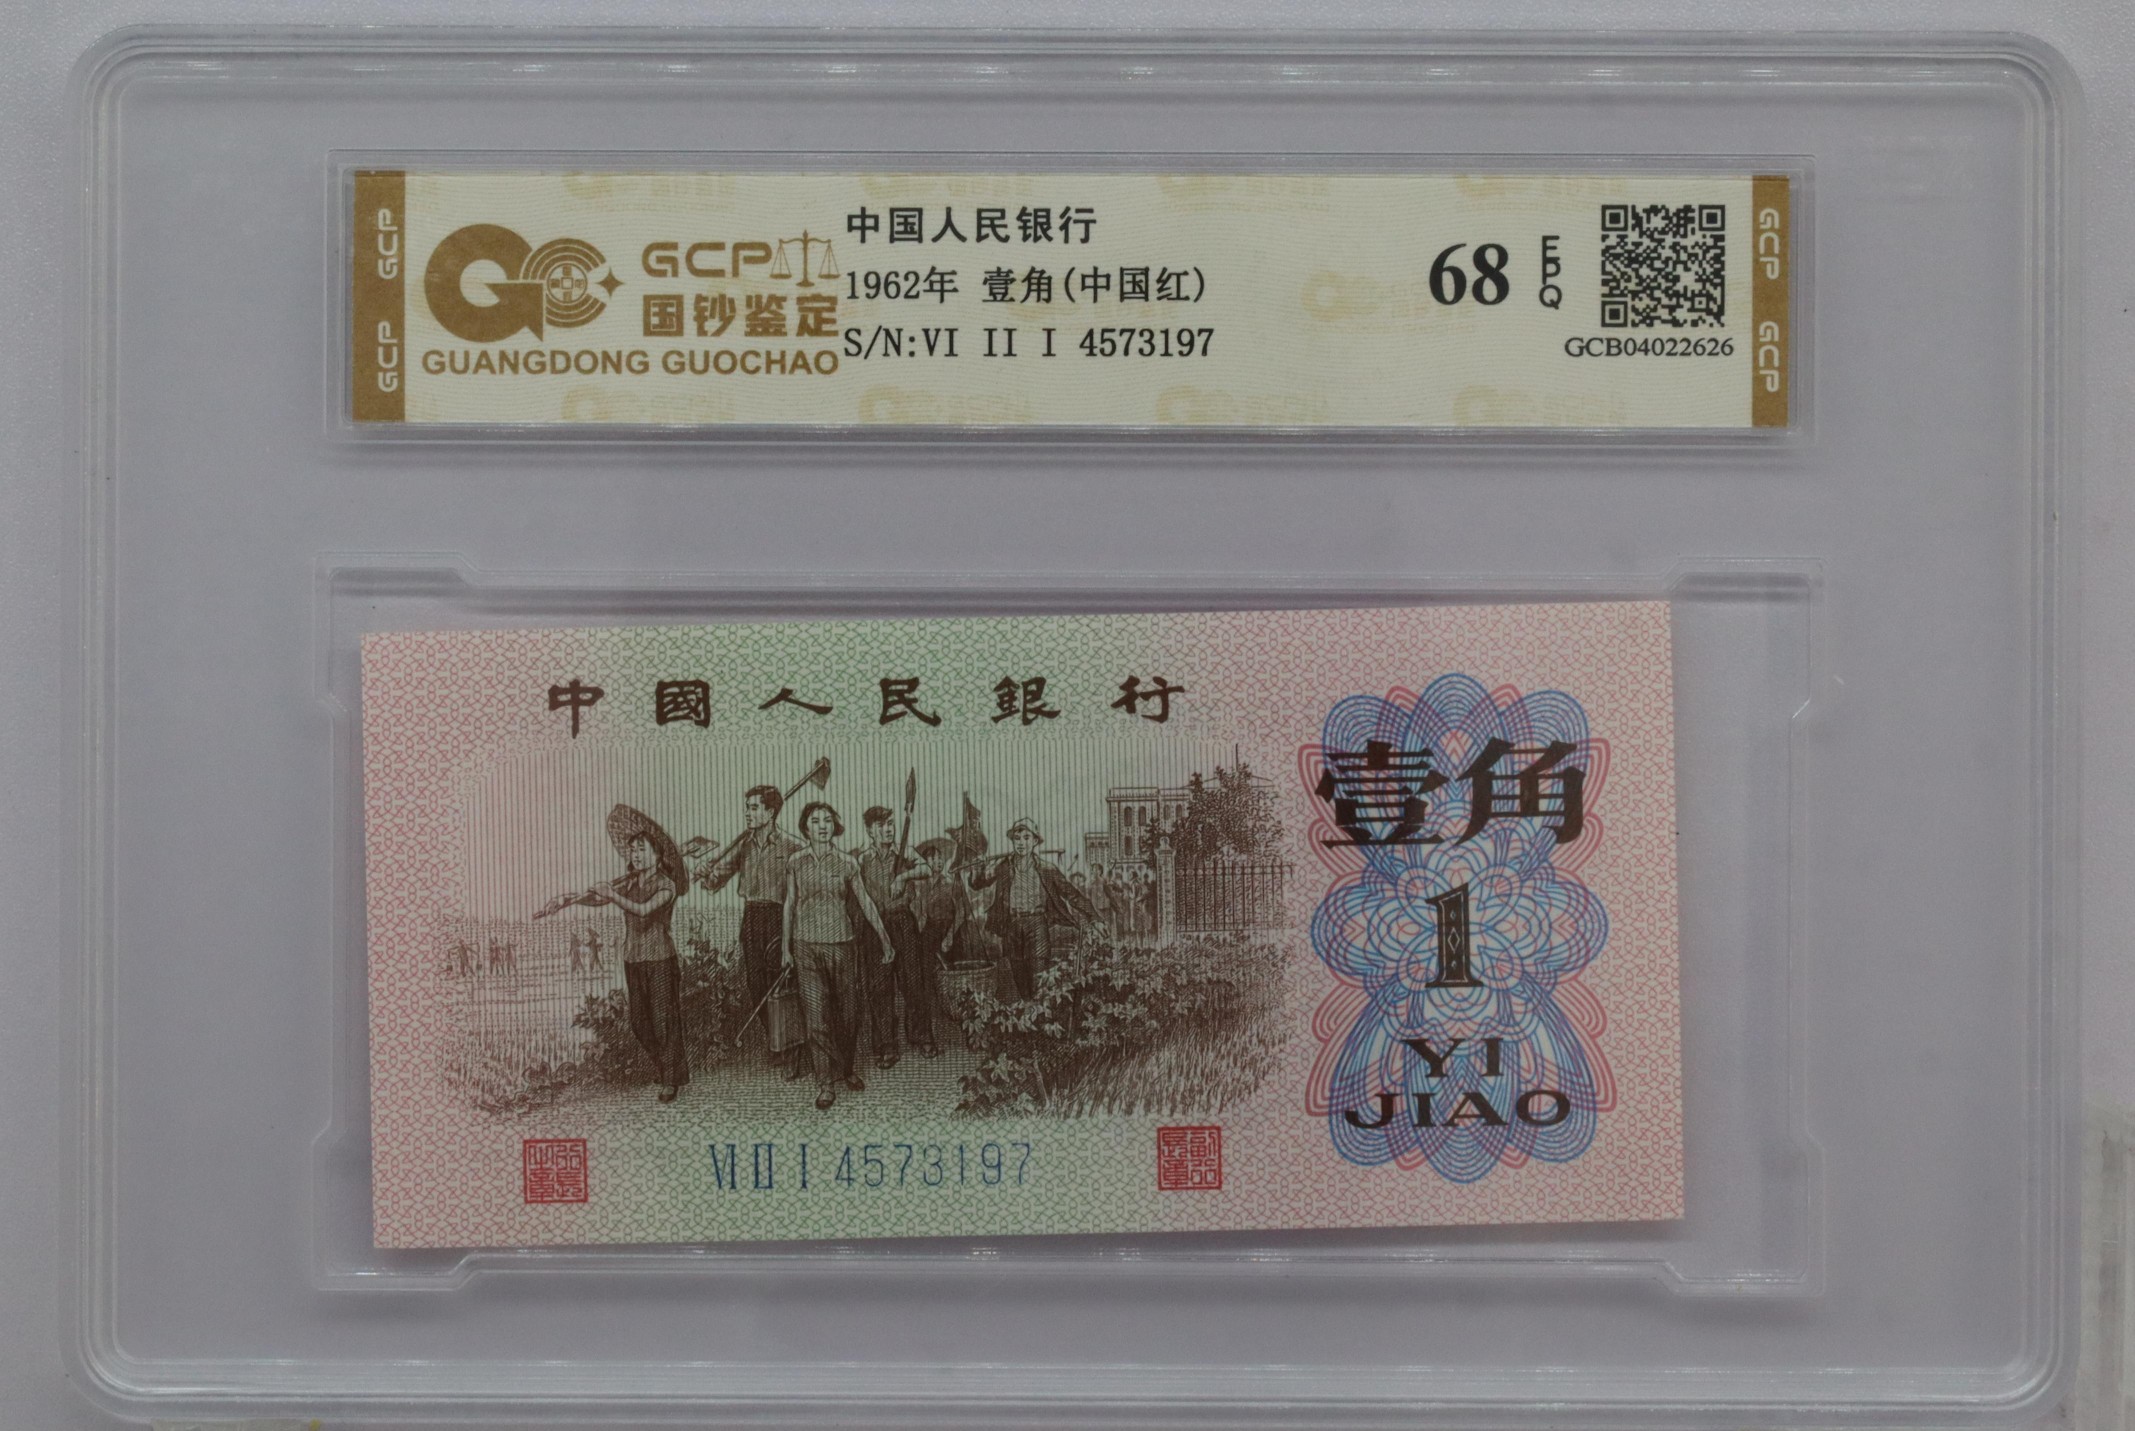 GCP
GCP
GCP
国钞鉴定
GUANGDONG GUOCHAO
中国人民银行
1962年 壹角(中国红)
S/N:VI II I 4573197
68
EPQ
GCB04022626
GCP
GCP
中國人民銀行
壹角
1
YI
JIAO
VI II I 4573197